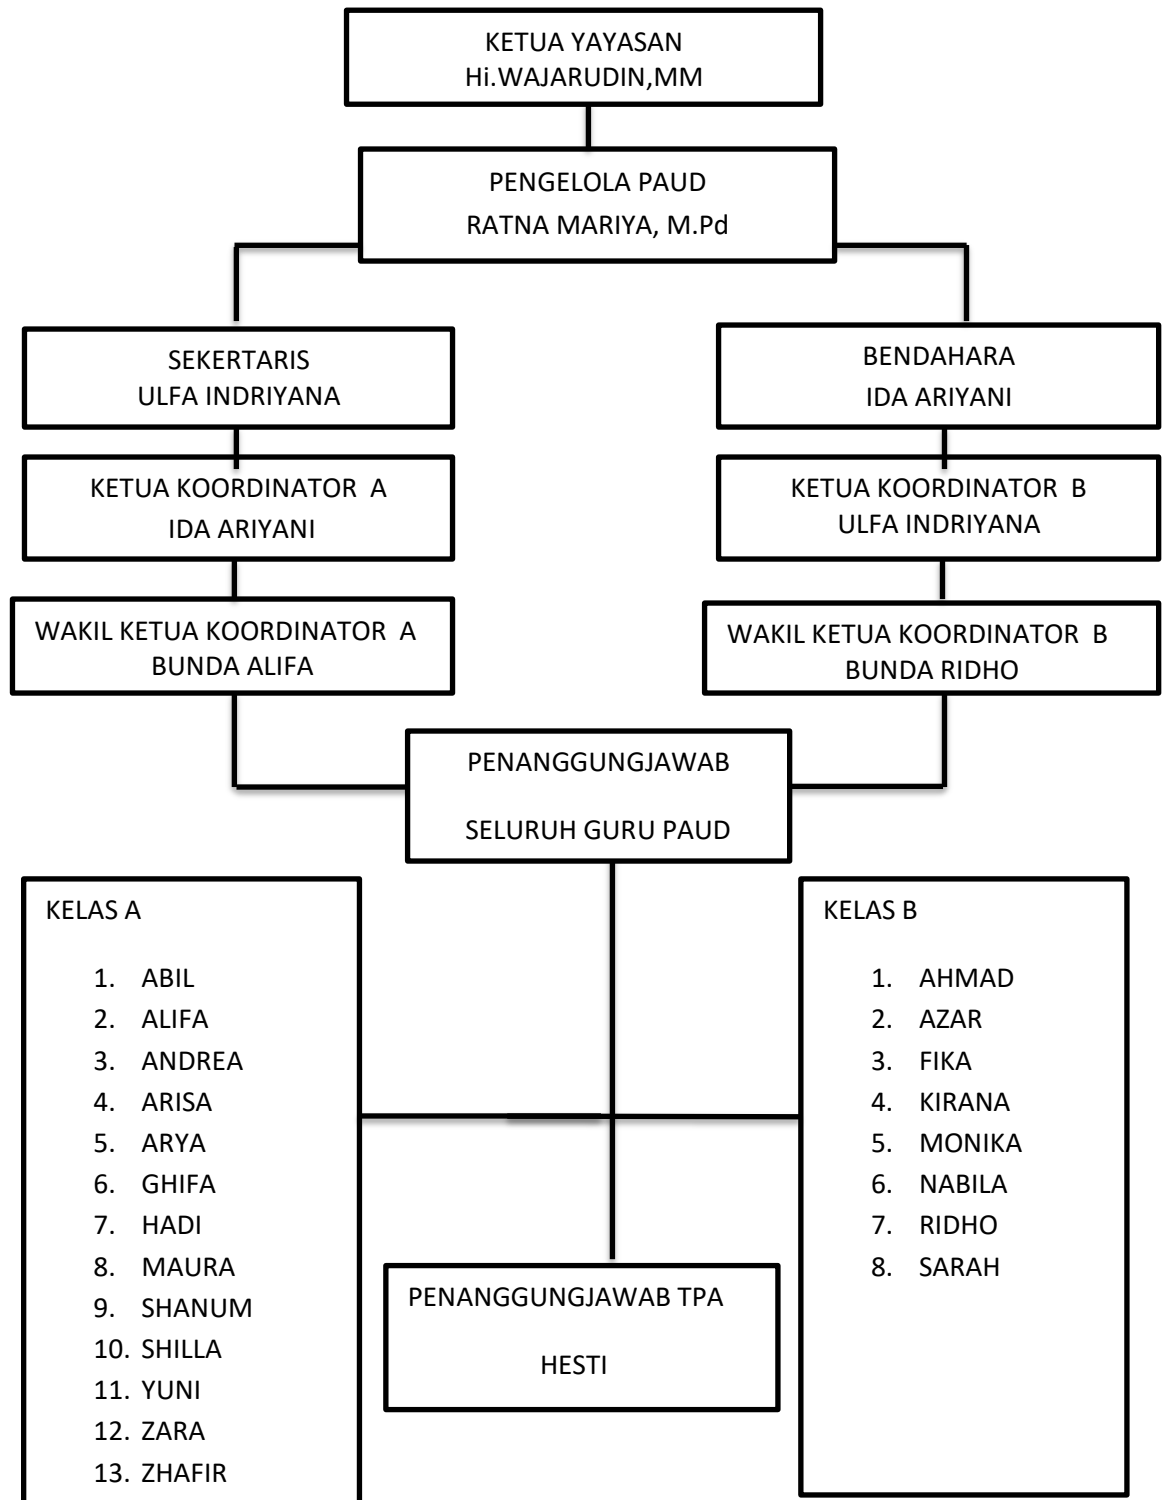 KETUA YAYASAN
Hi.WAJARUDIN,MM
PENGELOLA PAUD
RATNA MARIYA, M.Pd
SEKERTARIS
ULFA INDRIYANA
BENDAHARA
IDA ARIYANI
KETUA KOORDINATOR  A
IDA ARIYANI
KETUA KOORDINATOR  B
ULFA INDRIYANA
WAKIL KETUA KOORDINATOR  A
BUNDA ALIFA
WAKIL KETUA KOORDINATOR  B
BUNDA RIDHO
PENANGGUNGJAWAB
SELURUH GURU PAUD
KELAS A
1. ABIL
2. ALIFA
3. ANDREA
4. ARISA
5. ARYA
6. GHIFA
7. HADI
8. MAURA
9. SHANUM
10. SHILLA
11. YUNI
12. ZARA
13. ZHAFIR
KELAS B
1. AHMAD
2. AZAR
3. FIKA
4. KIRANA
5. MONIKA
6. NABILA
7. RIDHO
8. SARAH
PENANGGUNGJAWAB TPA
HESTI